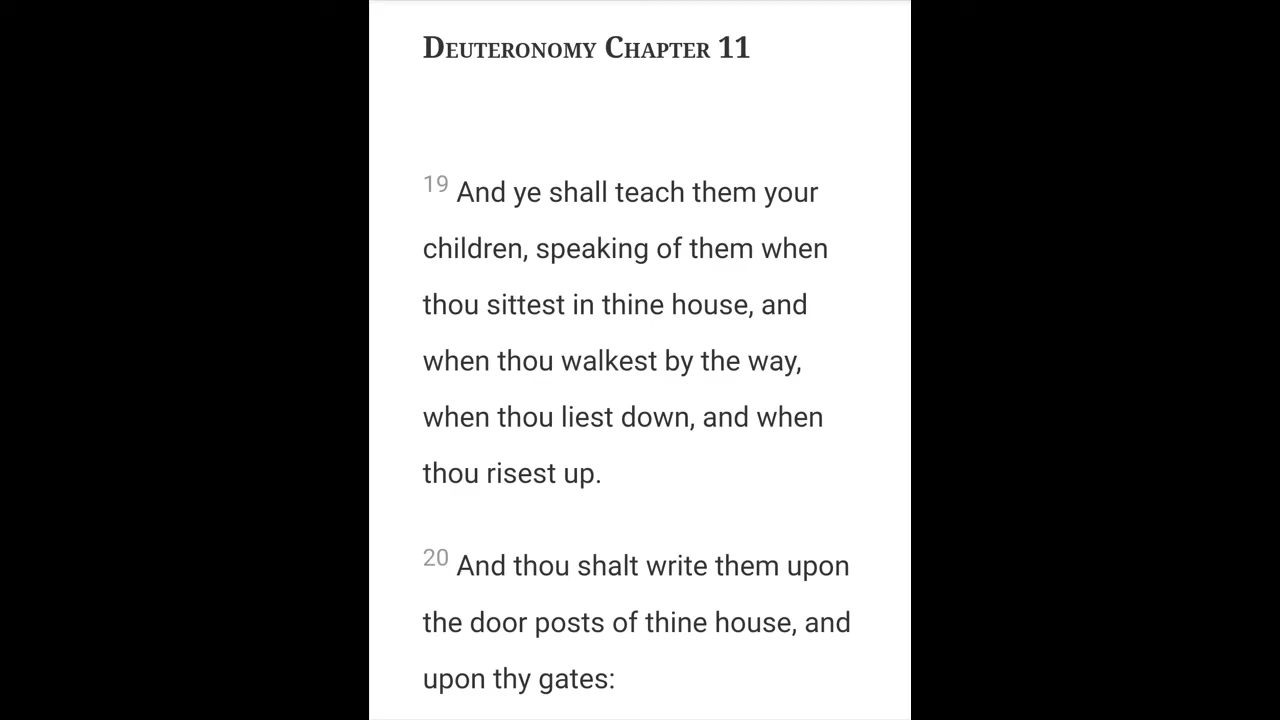 Deuteronomy Chapter 11
19 And ye shall teach them your
children, speaking of them when
thou sittest in thine house, and
when thou walkest by the way,
when thou liest down, and when
thou risest up.
20 And thou shalt write them upon
the door posts of thine house, and
upon thy gates: